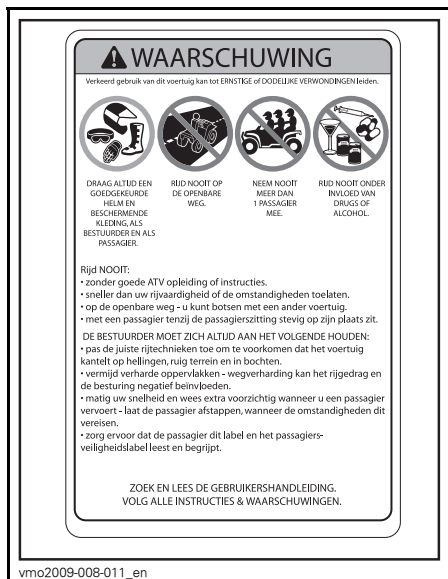 WAARSCHUWING
Verkeerd gebruik van dit voertuig kan tot ERNSTIGE of DODELIJKE VERWONDINGEN leiden.
DRAAG ALTIJD EEN
GOEDGEKEURDE
HELM EN
BESCHERMENDE
KLEDING, ALS
BESTUURDER EN ALS
PASSAGIER.
RIJD NOOIT OP
DE OPENBARE
WEG.
NEEM NOOIT
MEER DAN
1 PASSAGIER
MEE.
RIJD NOOIT ONDER
INVLOED VAN
DRUGS OF
ALCOHOL.
Rijd NOOIT:
• zonder goede ATV opleiding of instructies.
• sneller dan uw rijvaardigheid of de omstandigheden toelaten.
• op de openbare weg - u kunt botsen met een ander voertuig.
• met een passagier tenzij de passagierszitting stevig op zijn plaats zit.
DE BESTUURDER MOET ZICH ALTIJD AAN HET VOLGENDE HOUDEN:
• pas de juiste rijtechnieken toe om te voorkomen dat het voertuig
kantelt op hellingen, ruig terrein en in bochten.
• vermijd verharde oppervlakken - wegverharding kan het rijgedrag en
de besturing negatief beïnvloeden.
• matig uw snelheid en wees extra voorzichtig wanneer u een passagier
vervoert - laat de passagier afstappen, wanneer de omstandigheden dit
vereisen.
• zorg ervoor dat de passagier dit label en het passagiers-
veiligheidslabel leest en begrijpt.
ZOEK EN LEES DE GEBRUIKERSHANDLEIDING.
VOLG ALLE INSTRUCTIES & WAARSCHUWINGEN.
vmo2009-008-011_en